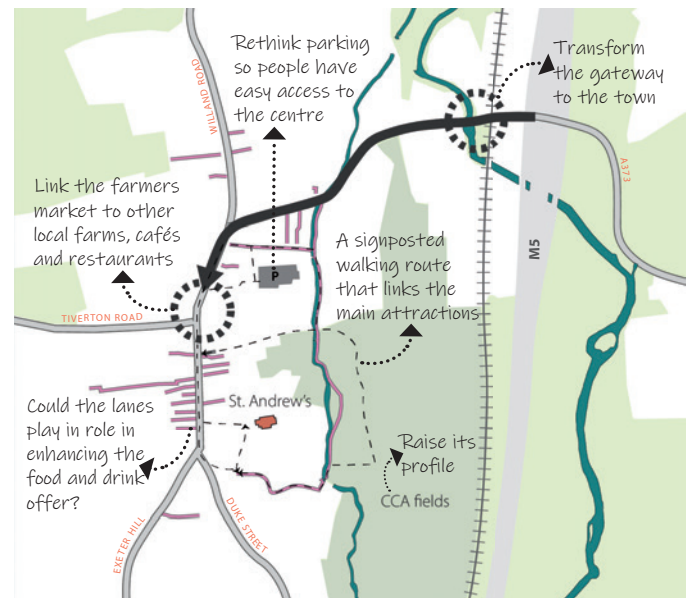 Rethink parking
so people have
easy access to
the centre
Transform
the gateway
to the town
WILLAND ROAD
A373
Link the farmers
market to other
local farms, cafés
and restaurants
A signposted
walking route
that links the
main attractions
M5
P
TIVERTON ROAD
St. Andrew's
Could the lanes
play in role in
enhancing the
food and drink
offer?
Raise its
profile
CCA fields
EXETER HILL
DUKE STREET